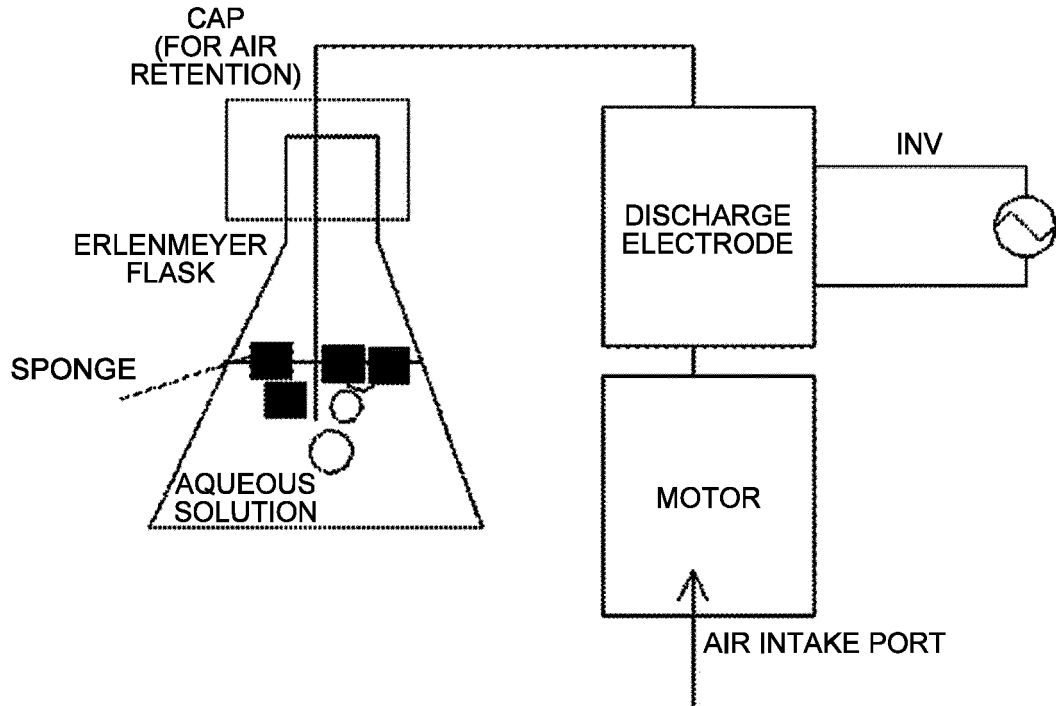 CAP
(FOR AIR
RETENTION)
INV
DISCHARGE
ELECTRODE
ERLENMEYER
FLASK
SPONGE
AQUEOUS
SOLUTION
MOTOR
AIR INTAKE PORT